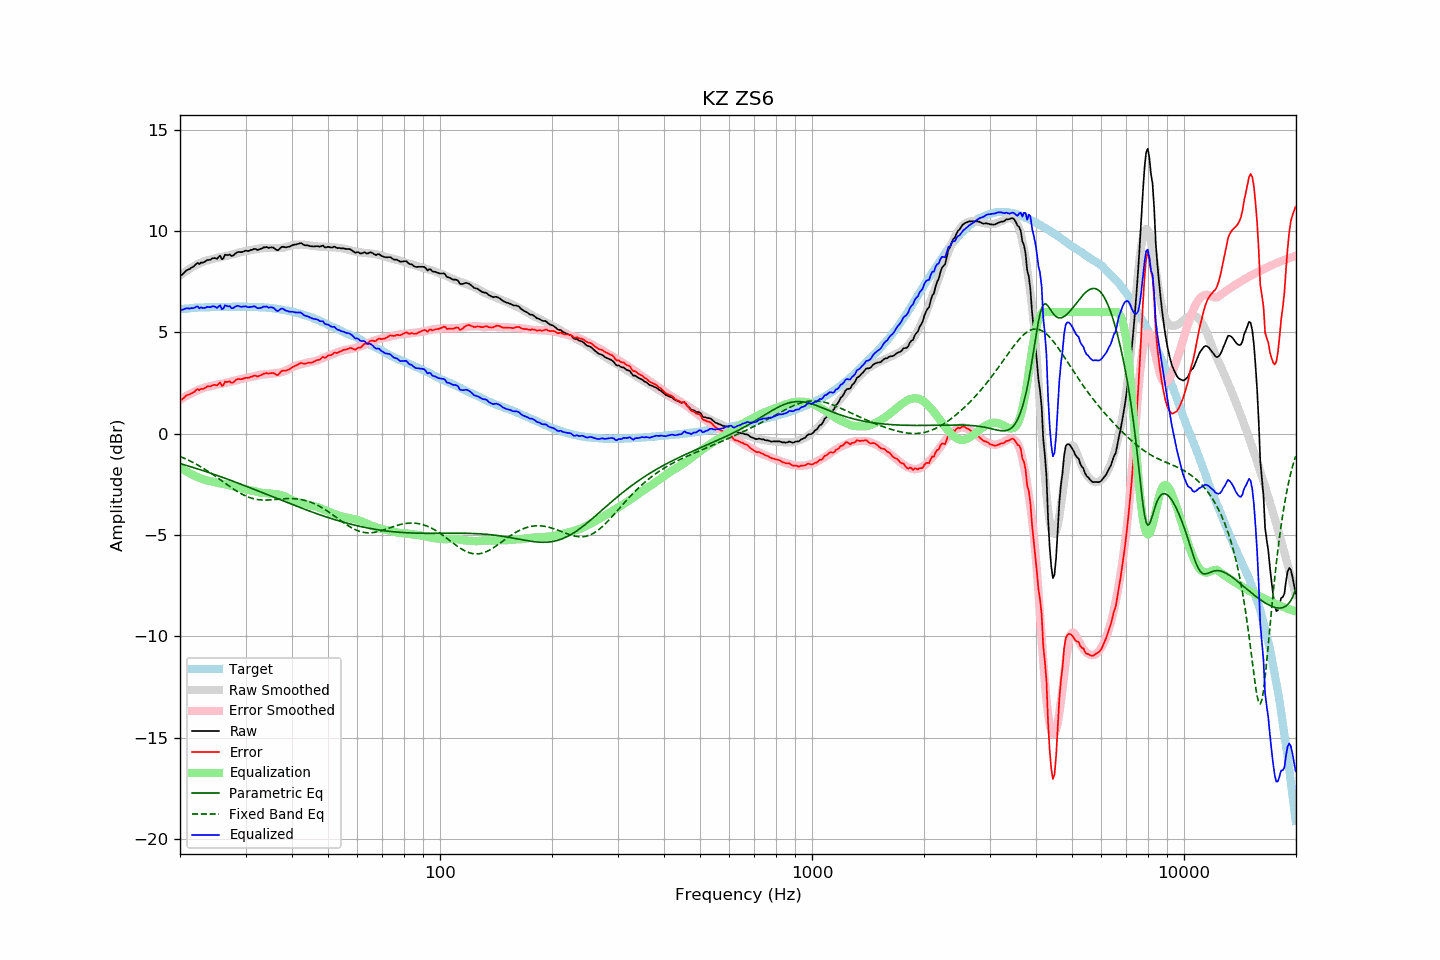 KZ ZS6
15
10
5
0
−5
−10
−15
−20
Amplitude (dBr)
Target
Raw Smoothed
Error Smoothed
Raw
Error
Equalization
Parametric Eq
Fixed Band Eq
Equalized
100
1000
10000
Frequency (Hz)